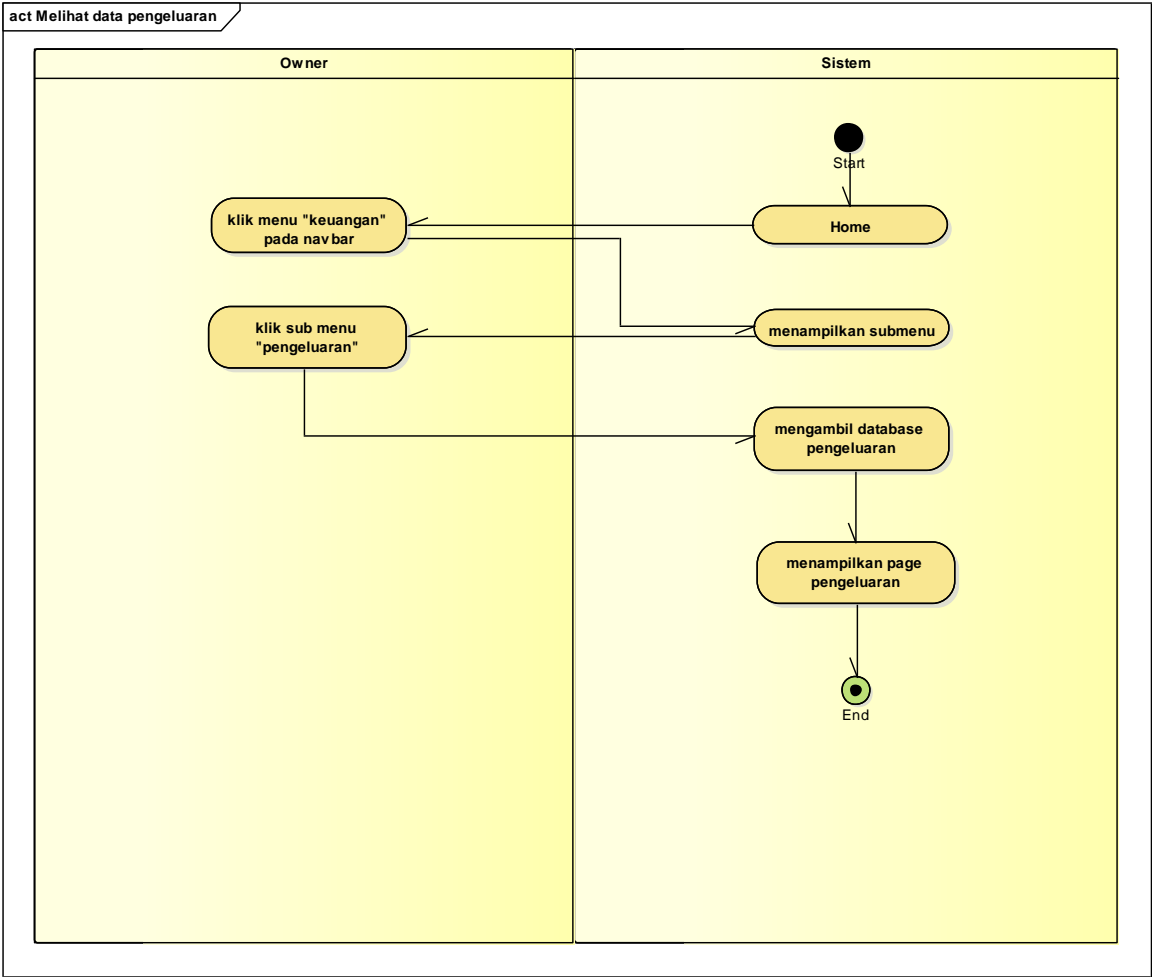 act Melihat data pengeluaran
Owner
Sistem
Start
klik menu "keuangan"
pada navbar
Home
klik sub menu
"pengeluaran"
menampilkan submenu
mengambil database
pengeluaran
menampilkan page
pengeluaran
End